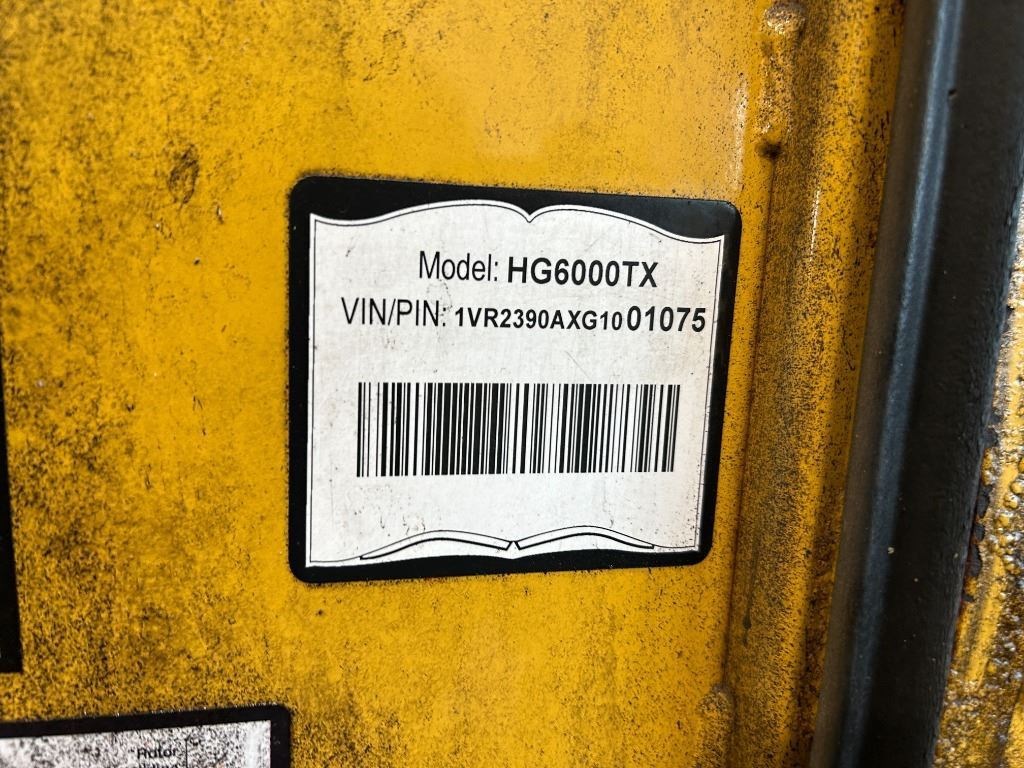 Model: HG6000TX
VIN/PIN: 1VR2390AXG1001075
Rotor